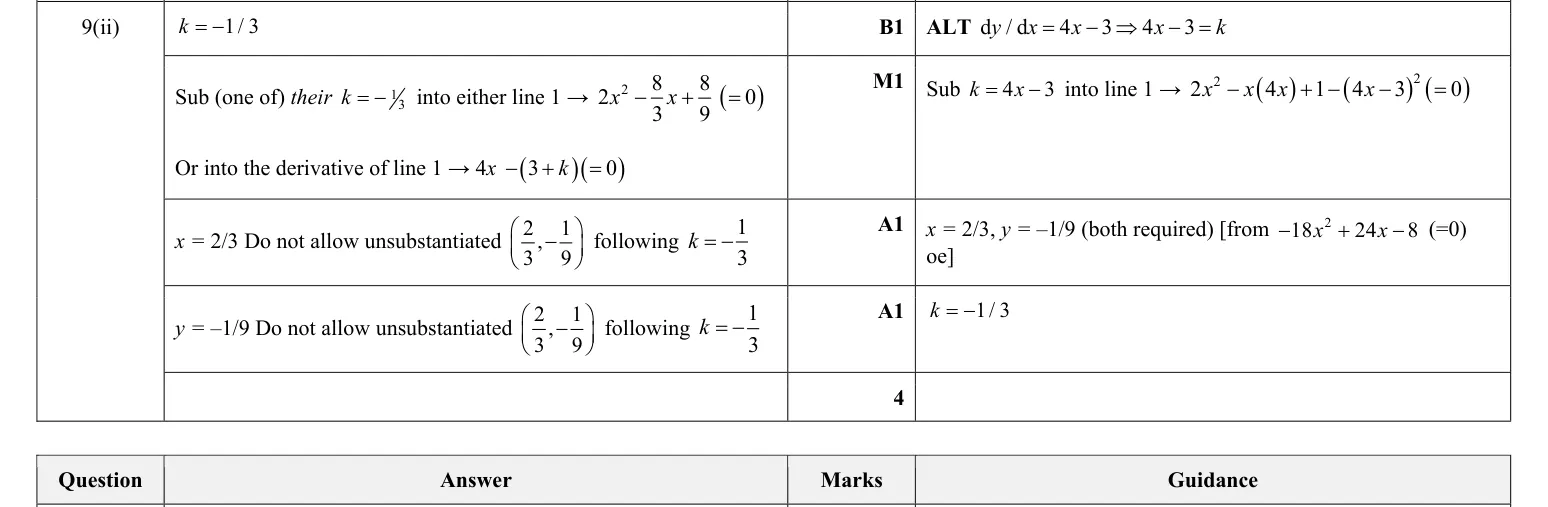 9(ii) k = −1 / 3 B1 ALT dy / dx = 4x − 3 ⇒ 4x − 3 = k
Sub (one of) their k = − ⅓ into either line 1 → 2x² − 8/3 x + 8/9 (= 0) M1 Sub k = 4x − 3 into line 1 → 2x² − x(4x) + 1 − (4x − 3)² (= 0)
Or into the derivative of line 1 → 4x − (3 + k)(= 0)
x = 2/3 Do not allow unsubstantiated (2/3, − 1/9) following k = − 1/3 A1 x = 2/3, y = –1/9 (both required) [from −18x² + 24x − 8 (=0)
oe]
y = –1/9 Do not allow unsubstantiated (2/3, − 1/9) following k = − 1/3 A1 k = −1 / 3
4
Question Answer Marks Guidance